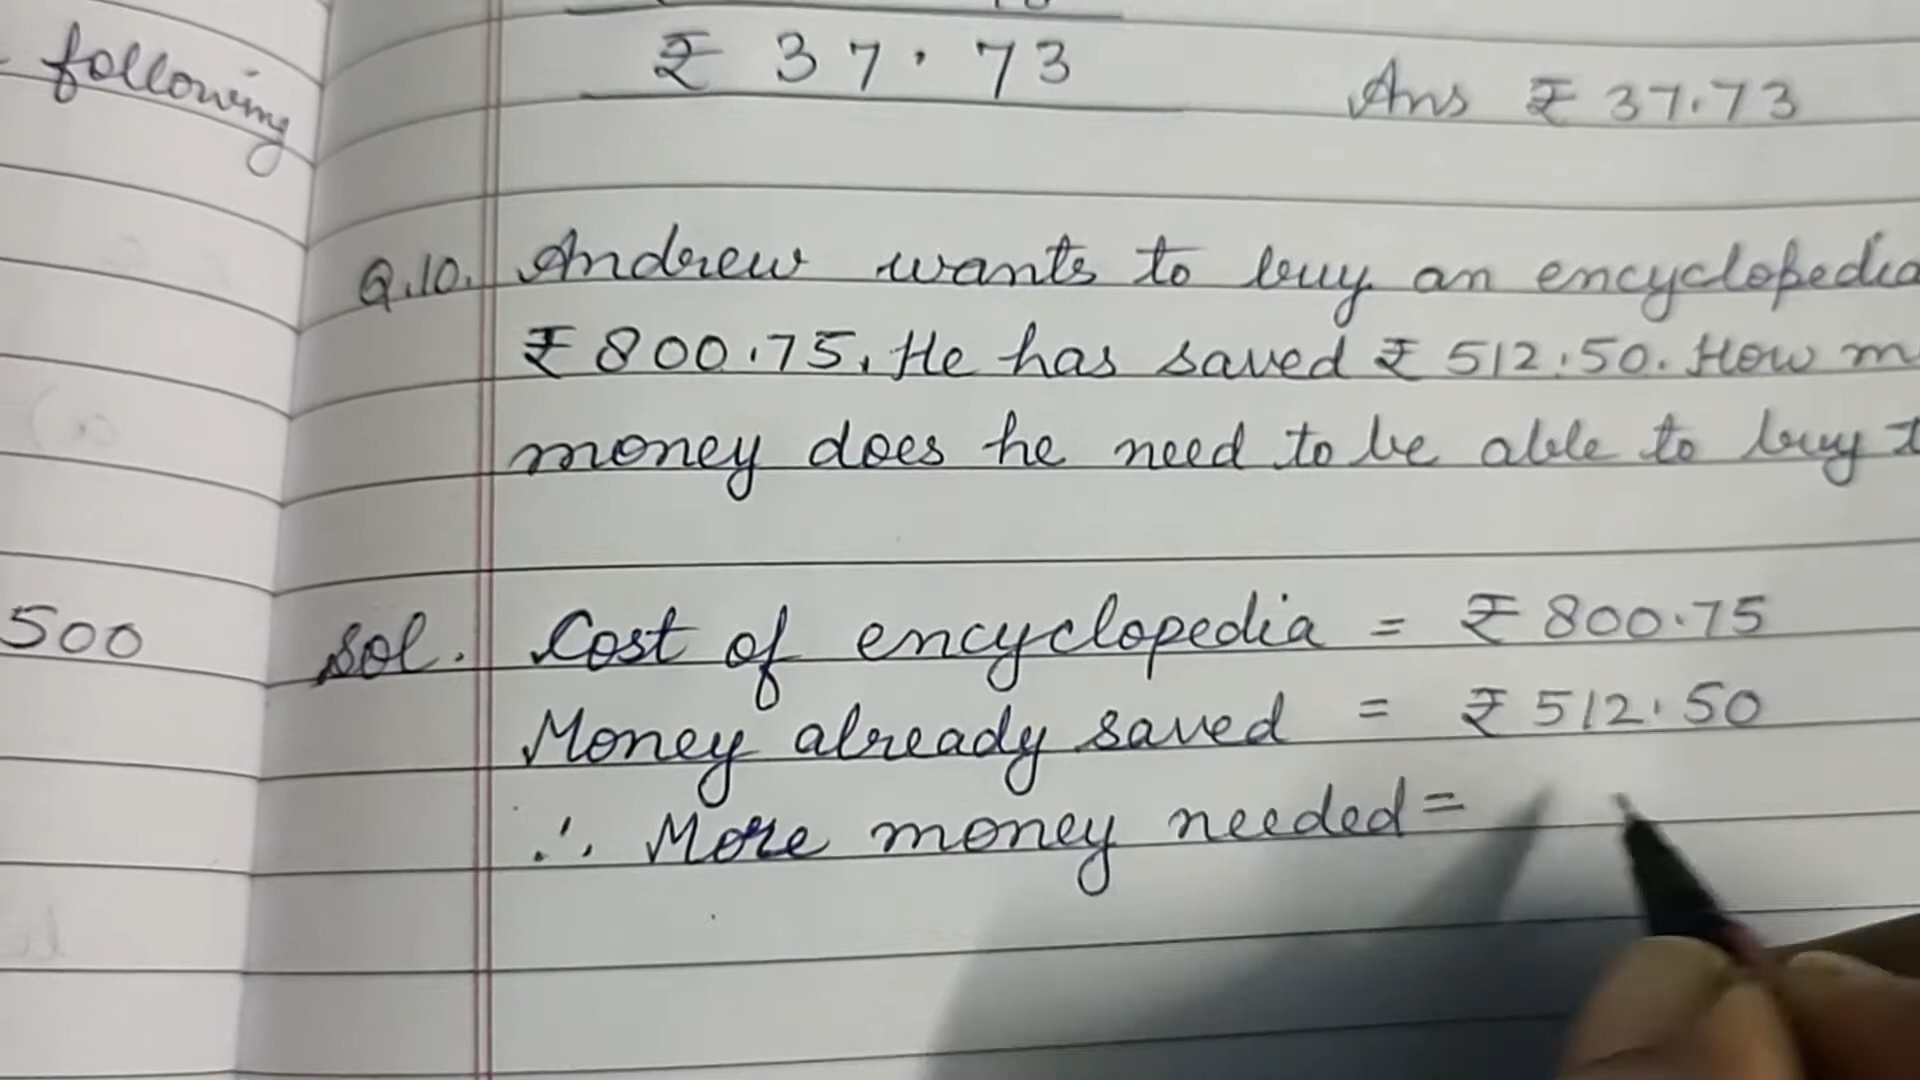 following
500
₹ 37.73
Ans ₹ 37.73
Q.10. Andrew wants to buy an encyclopedia
₹ 800.75. He has saved ₹ 512.50. How
money does he need to be able to buy
Sol. Cost of encyclopedia = ₹ 800.75
Money already saved = ₹ 512.50
∴ More money needed =